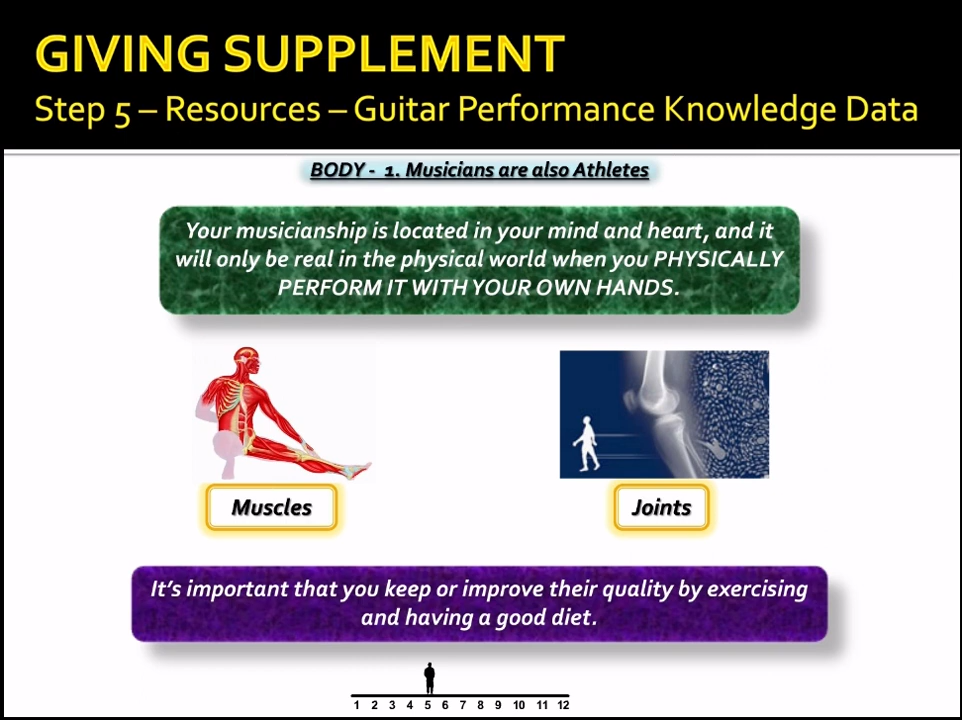 GIVING SUPPLEMENT
Step 5 – Resources – Guitar Performance Knowledge Data
BODY - 1. Musicians are also Athletes
Your musicianship is located in your mind and heart, and it
will only be real in the physical world when you PHYSICALLY
PERFORM IT WITH YOUR OWN HANDS.
Muscles
Joints
It's important that you keep or improve their quality by exercising
and having a good diet.
1 2 3 4 5 6 7 8 9 10 11 12